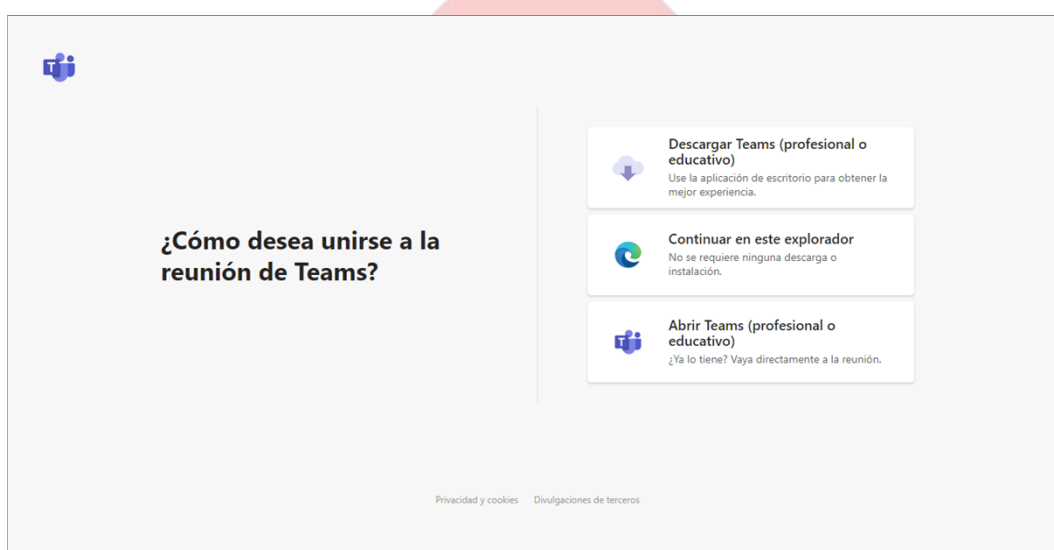 ¿Cómo desea unirse a la
reunión de Teams?
Descargar Teams (profesional o
educativo)
Use la aplicación de escritorio para obtener la
mejor experiencia.
Continuar en este explorador
No se requiere ninguna descarga o
instalación.
Abrir Teams (profesional o
educativo)
¿Ya lo tiene? Vaya directamente a la reunión.
Privacidad y cookies Divulgaciones de terceros